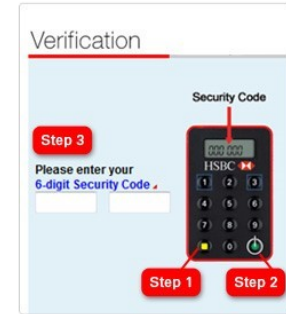 Verification
Security Code
Step 3
000 000
HSBC
Please enter your
6-digit Security Code
1 2 3
4 5 6
7 8 9
0
Step 1
Step 2